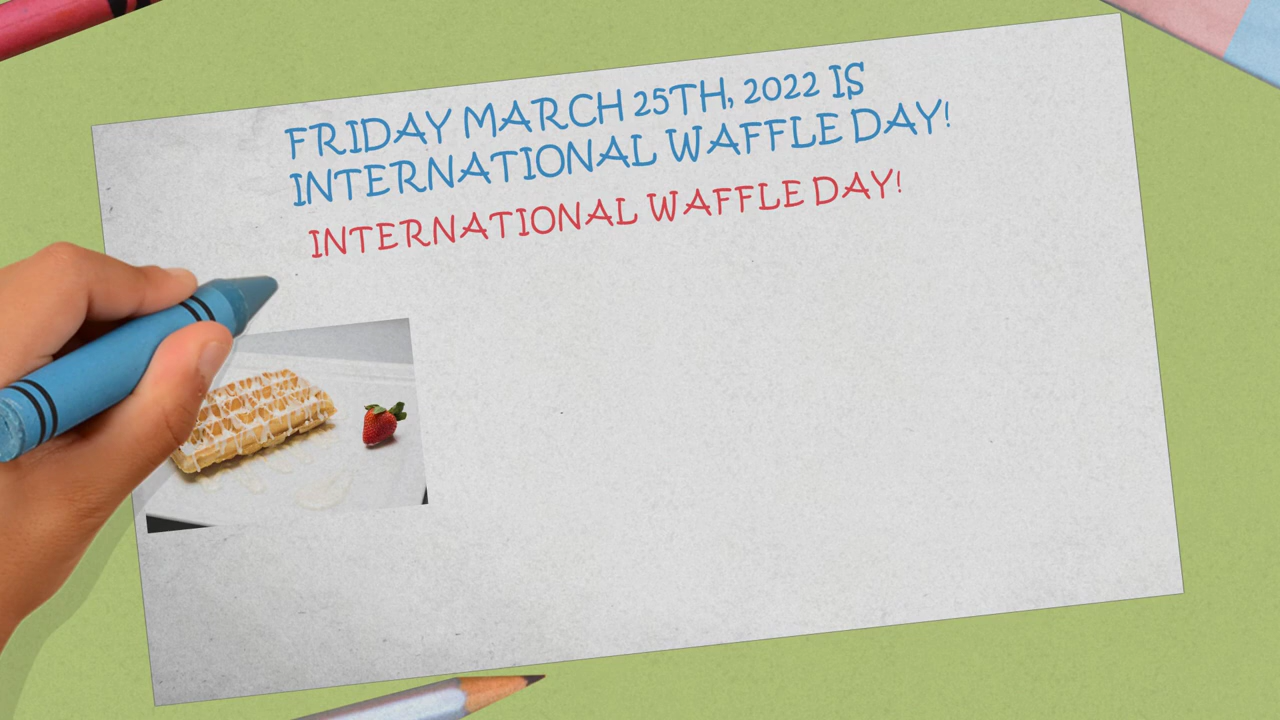 FRIDAY MARCH 25TH, 2022 IS
INTERNATIONAL WAFFLE DAY!
INTERNATIONAL WAFFLE DAY!